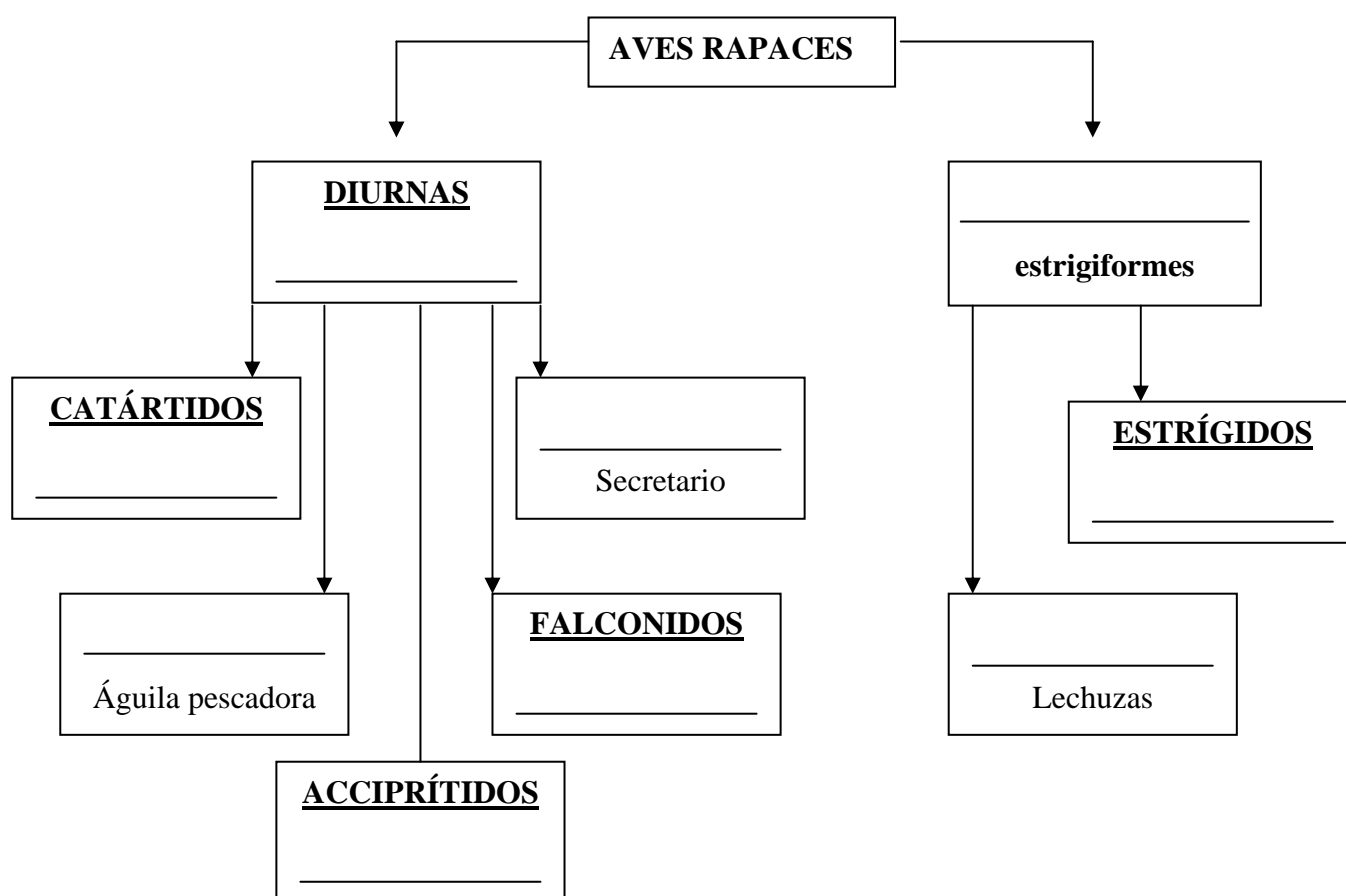 AVES RAPACES
DIURNAS
estrigiformes
CATÁRTIDOS
Secretario
ESTRÍGIDOS
Águila pescadora
FALCONIDOS
Lechuzas
ACCIPRÍTIDOS